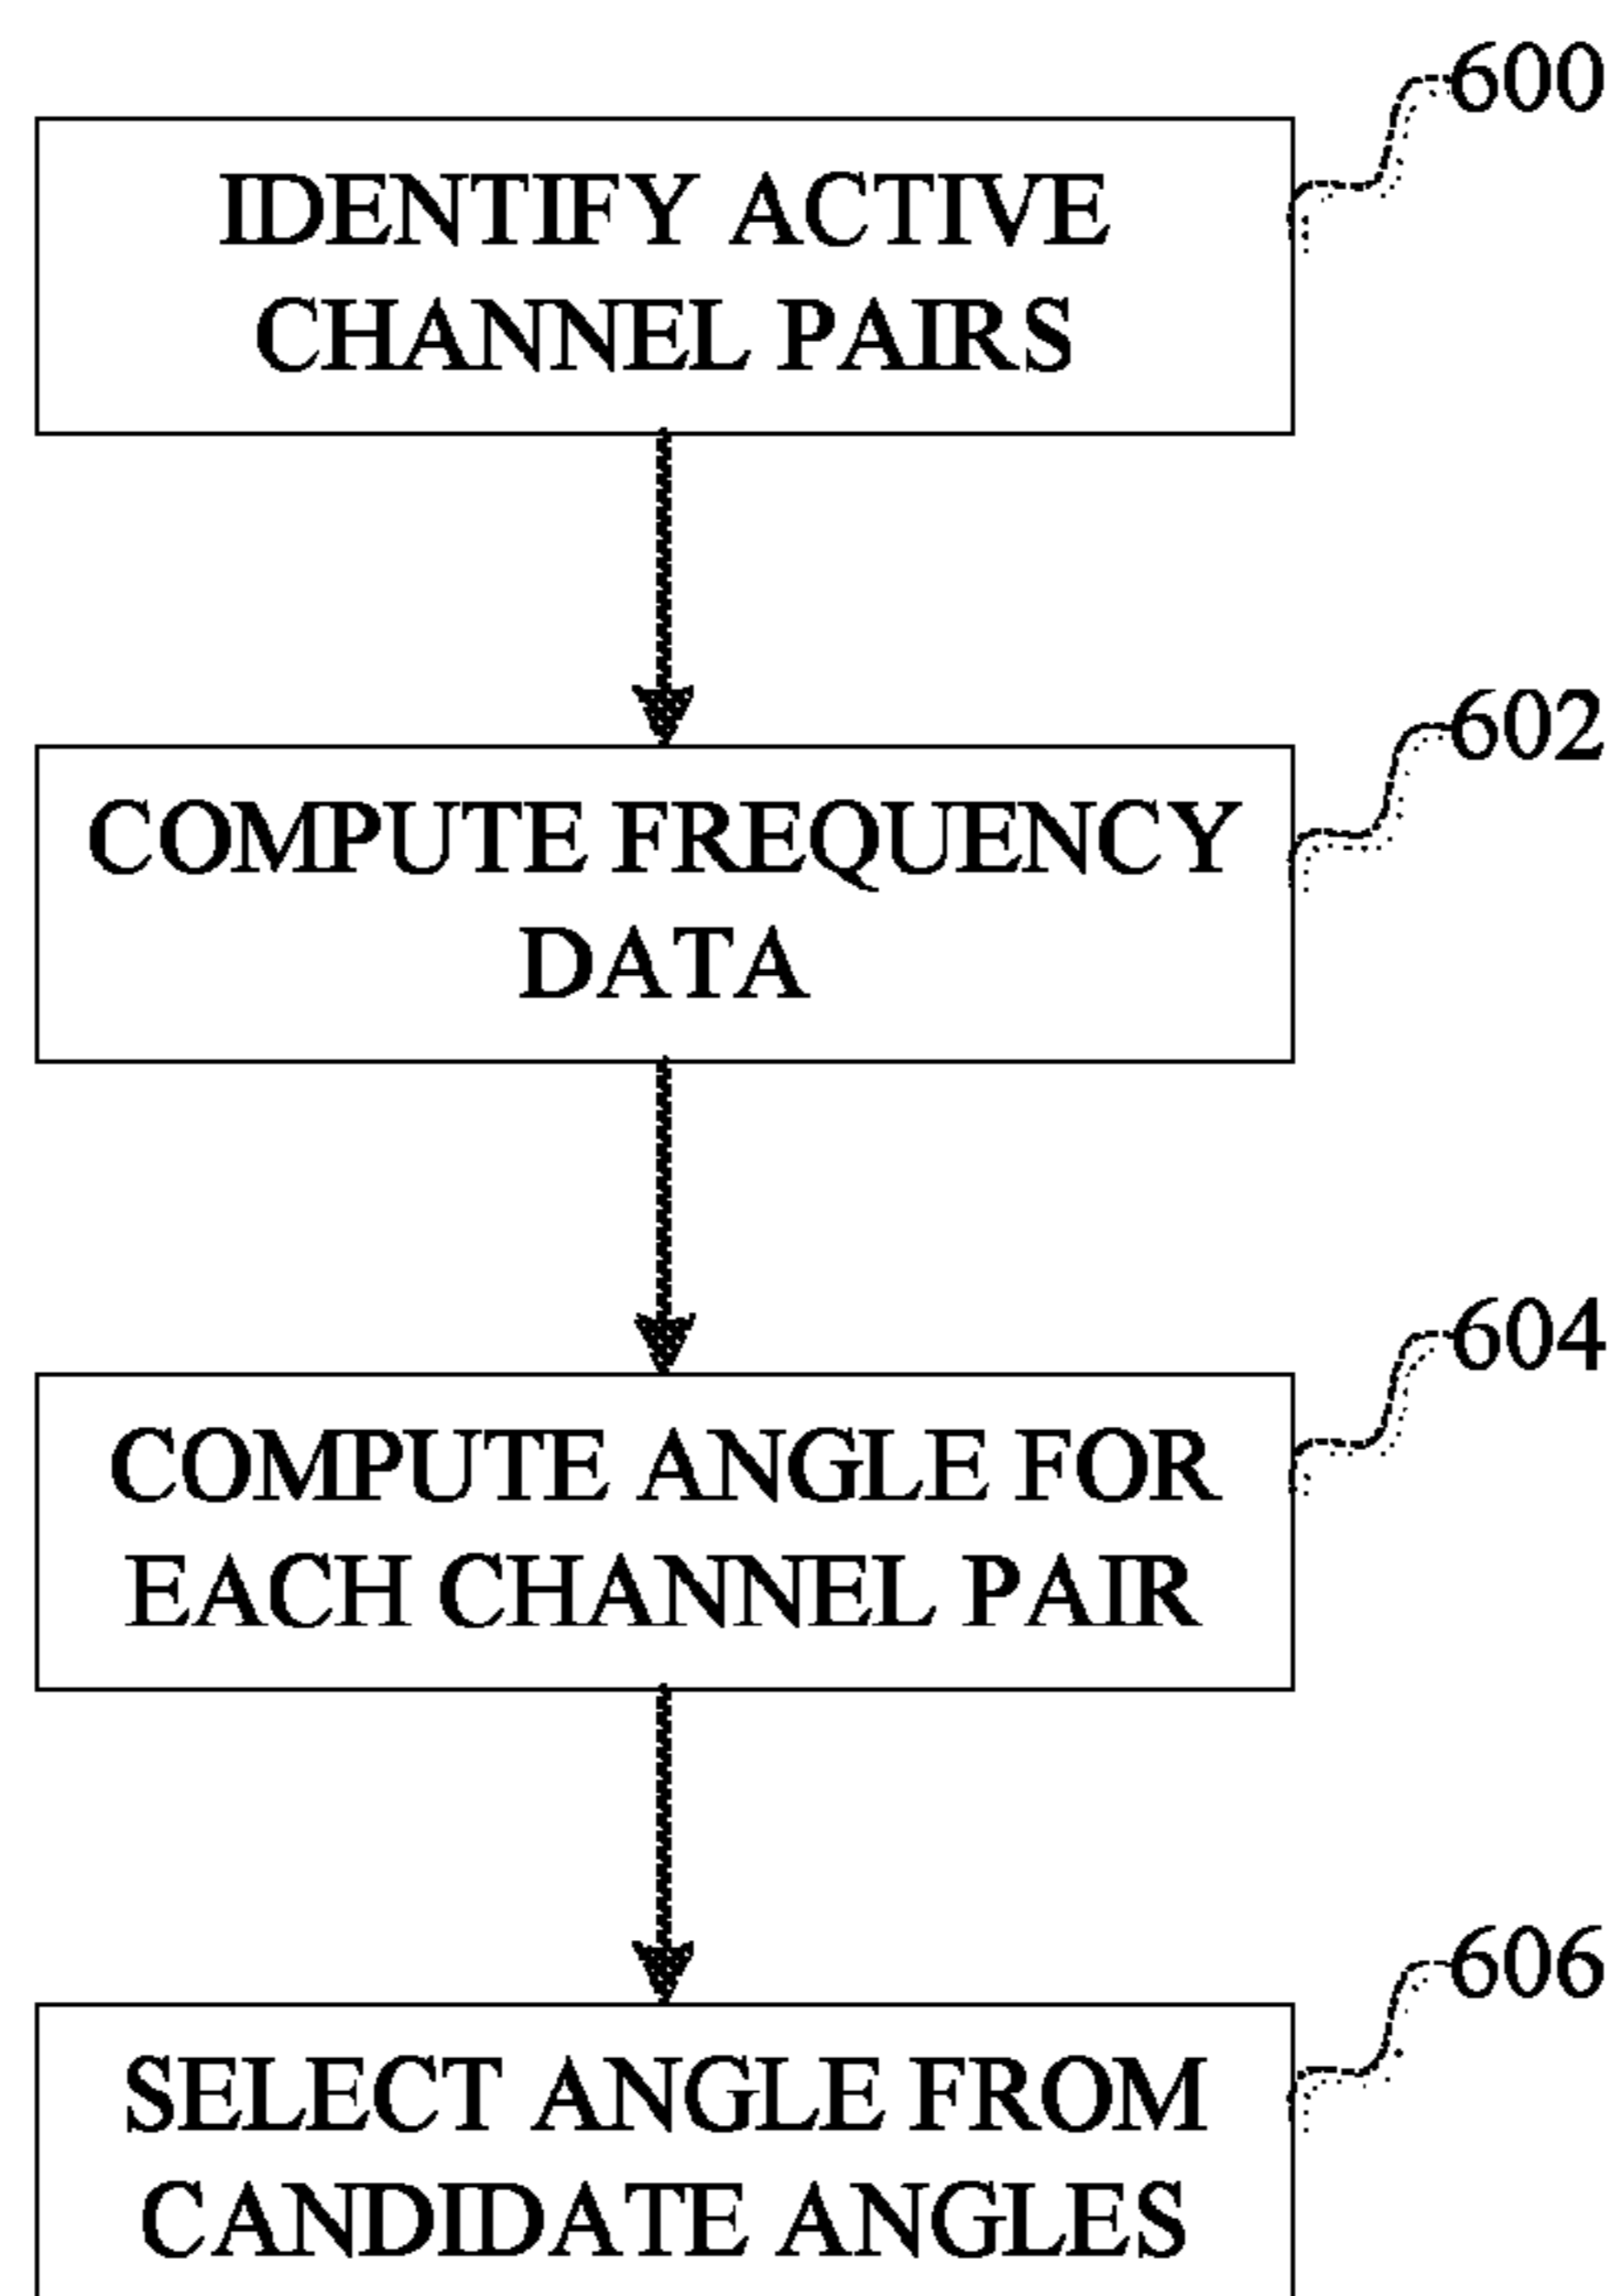 600
IDENTIFY ACTIVE
CHANNEL PAIRS
602
COMPUTE FREQUENCY
DATA
604
COMPUTE ANGLE FOR
EACH CHANNEL PAIR
606
SELECT ANGLE FROM
CANDIDATE ANGLES